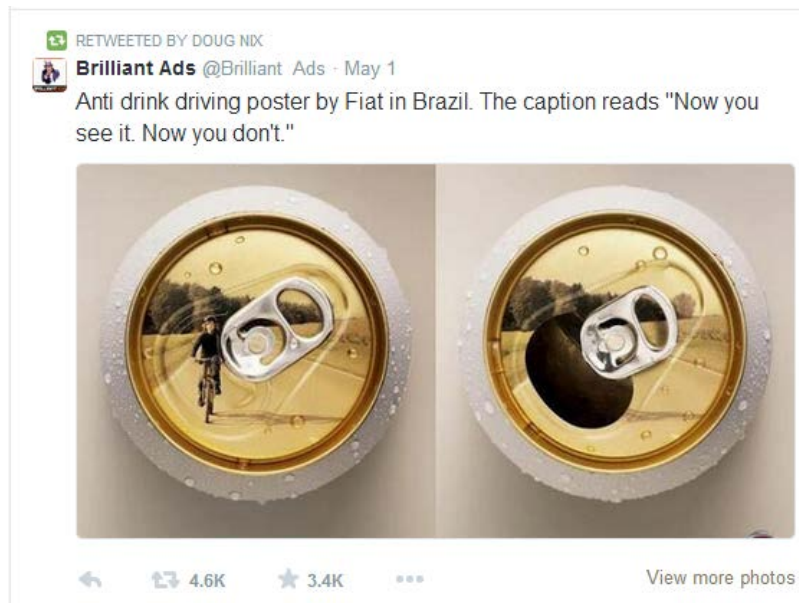 RETWEETED BY DOUG NIX
Brilliant Ads @Brilliant_Ads · May 1
Anti drink driving poster by Fiat in Brazil. The caption reads "Now you
see it. Now you don't."
4.6K 3.4K View more photos